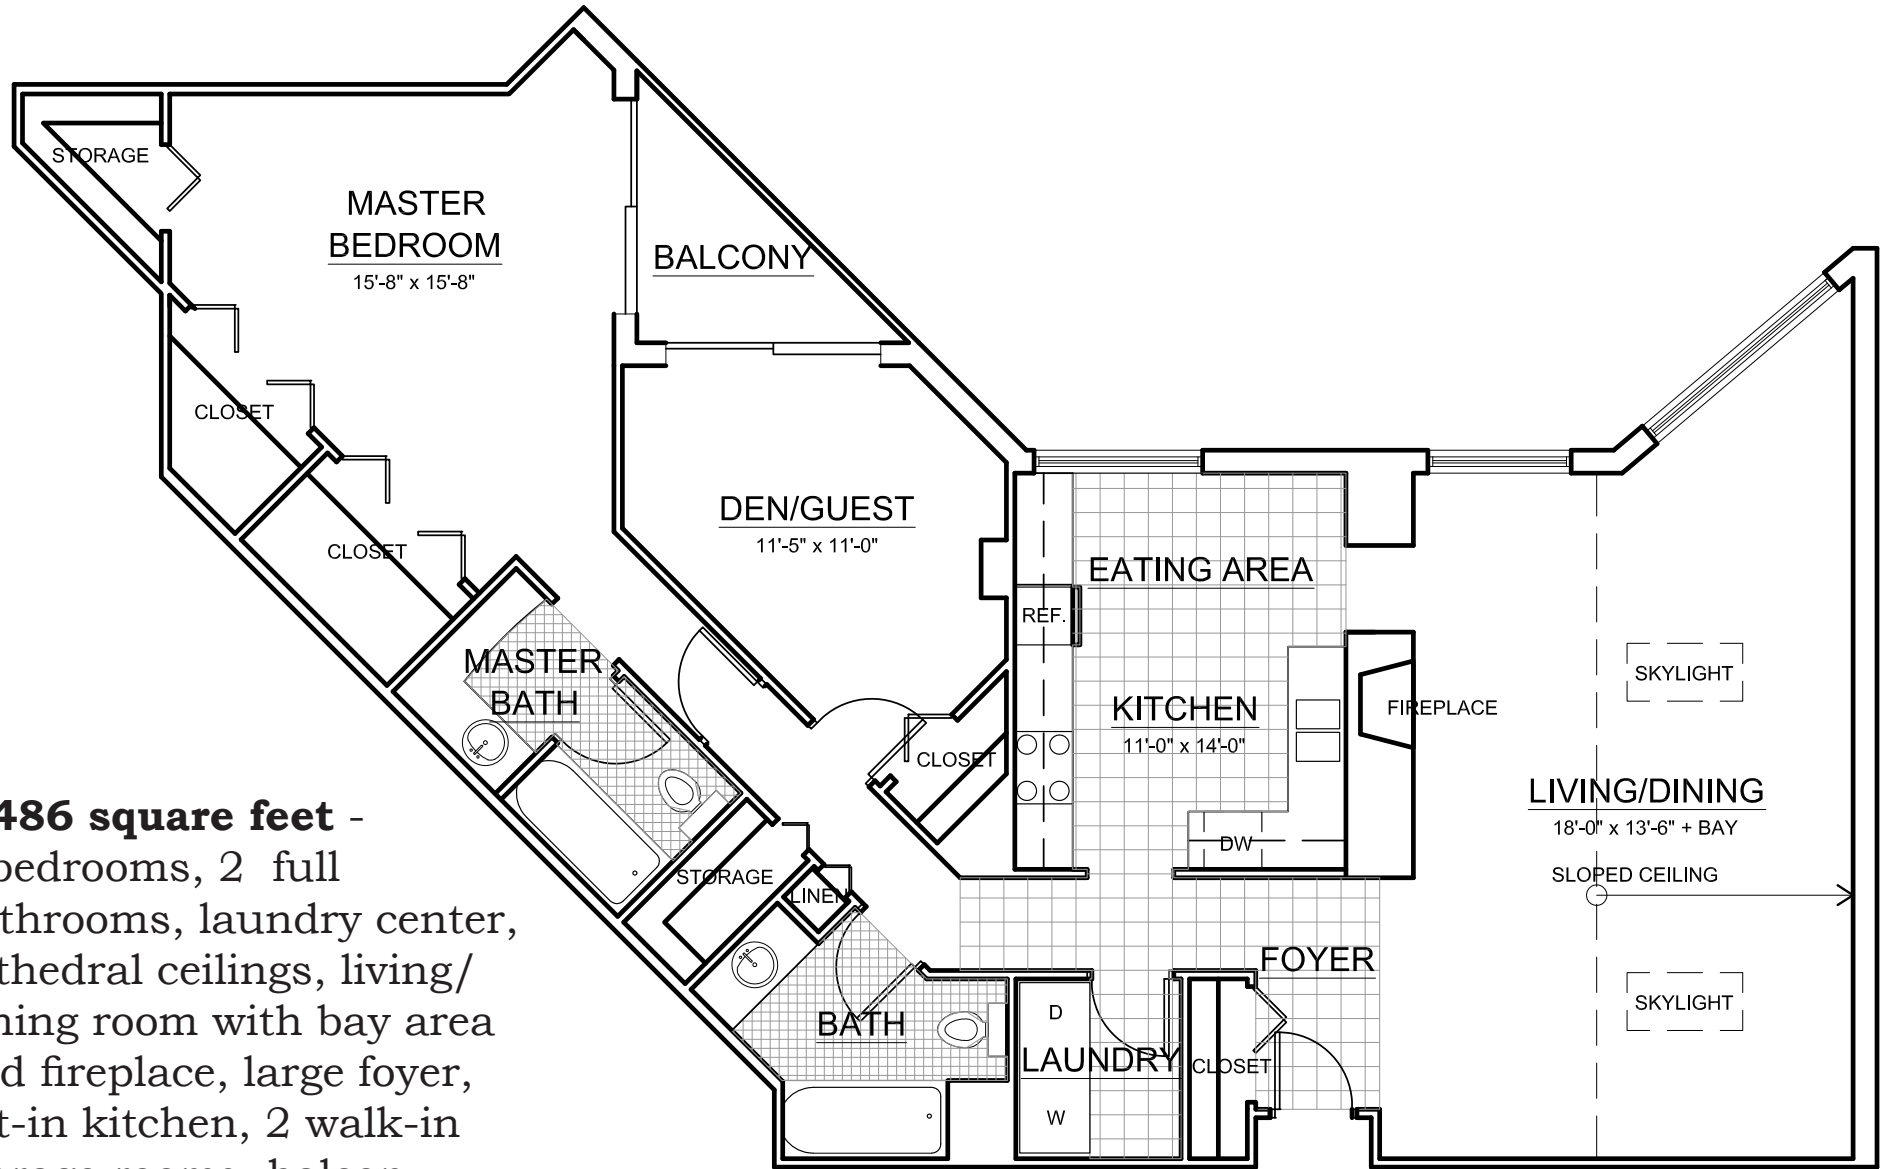 STORAGE
MASTER
BEDROOM
15'-8" x 15'-8"
BALCONY
CLOSET
CLOSET
DEN/GUEST
11'-5" x 11'-0"
EATING AREA
REF.
MASTER
BATH
KITCHEN
11'-0" x 14'-0"
CLOSET
FIREPLACE
SKYLIGHT
LIVING/DINING
18'-0" x 13'-6" + BAY
SLOPED CEILING
DW
STORAGE
LINEN
FOYER
SKYLIGHT
BATH
D
LAUNDRY
W
CLOSET
486 square feet -
bedrooms, 2 full
throoms, laundry center,
thedral ceilings, living/
ning room with bay area
d fireplace, large foyer,
t-in kitchen, 2 walk-in